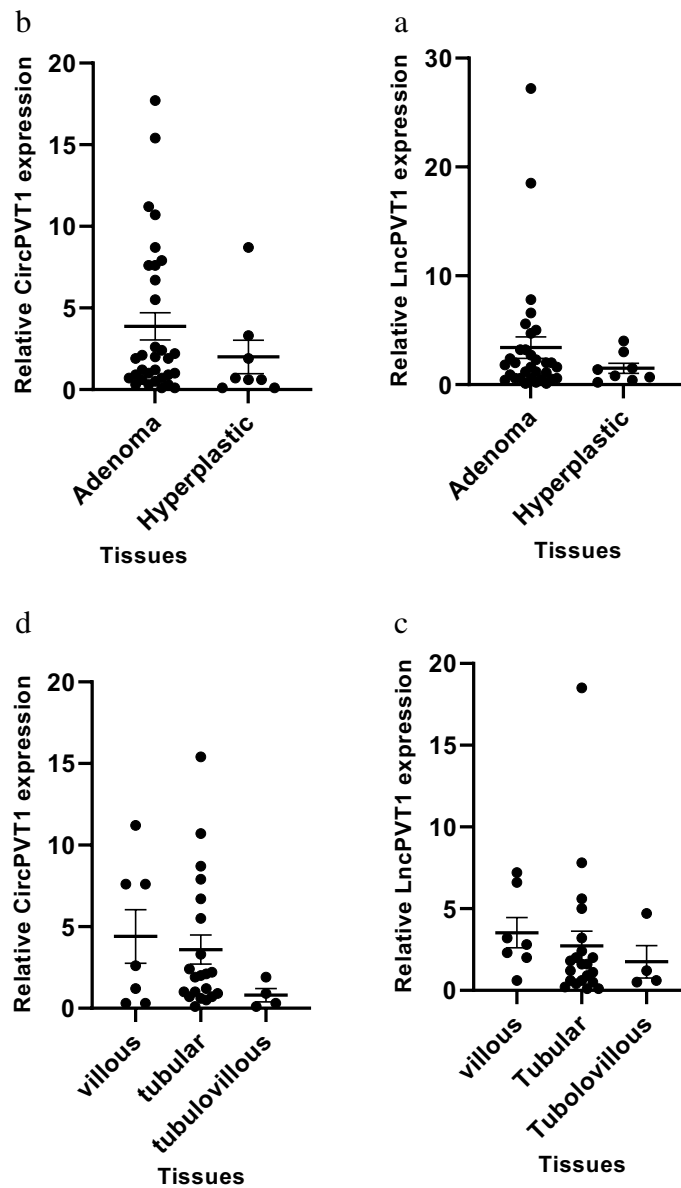 b
Relative CircPVT1 expression
20
15
10
5
0
Adenoma
Hyperplastic
Tissues
a
Relative LncPVT1 expression
30
20
10
0
Adenoma
Hyperplastic
Tissues
d
Relative CircPVT1 expression
20
15
10
5
0
villous
tubular
tubulovillous
Tissues
c
Relative LncPVT1 expression
20
15
10
5
0
villous
Tubular
Tubolovillous
Tissues